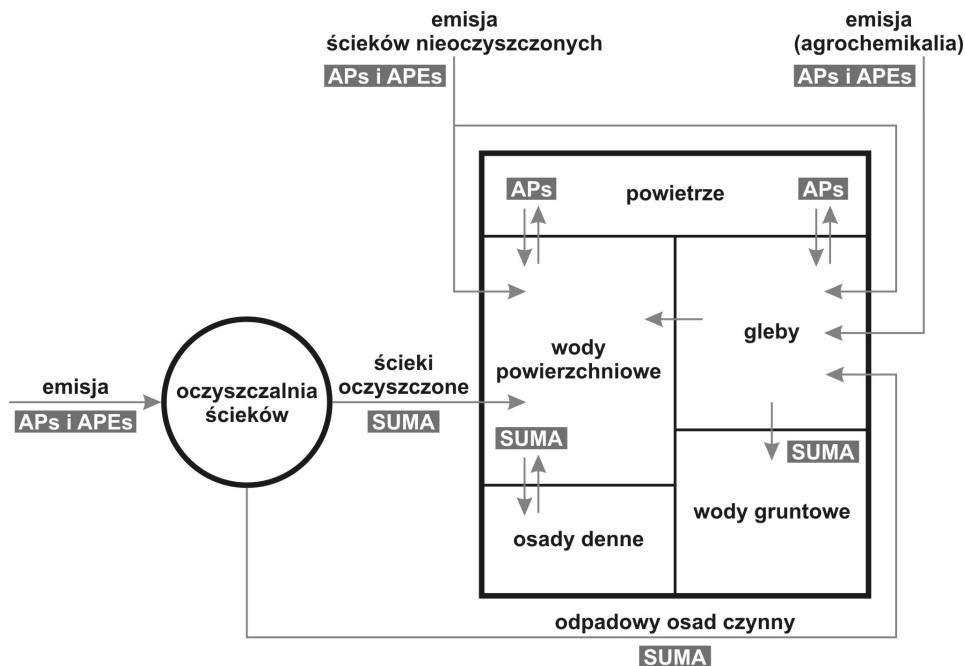 emisja
ścieków nieoczyszczonych
APs i APEs
emisja
(agrochemikalia)
APs i APEs
APs
powietrze
APs
wody
powierzchniowe
gleby
emisja
APs i APEs
oczyszczalnia
ścieków
ścieki
oczyszczone
SUMA
SUMA
SUMA
osady denne
wody gruntowe
odpadowy osad czynny
SUMA